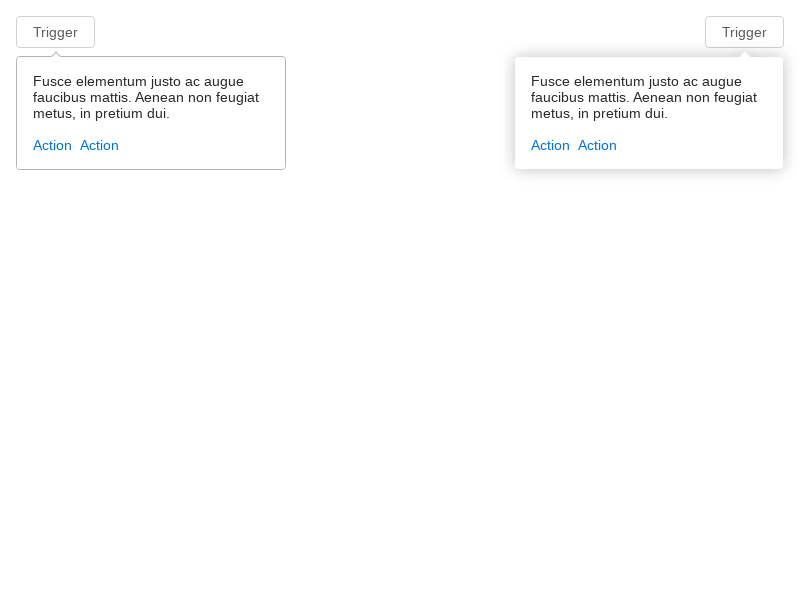 Trigger
Fusce elementum justo ac augue
faucibus mattis. Aenean non feugiat
metus, in pretium dui.
Action Action
Trigger
Fusce elementum justo ac augue
faucibus mattis. Aenean non feugiat
metus, in pretium dui.
Action Action